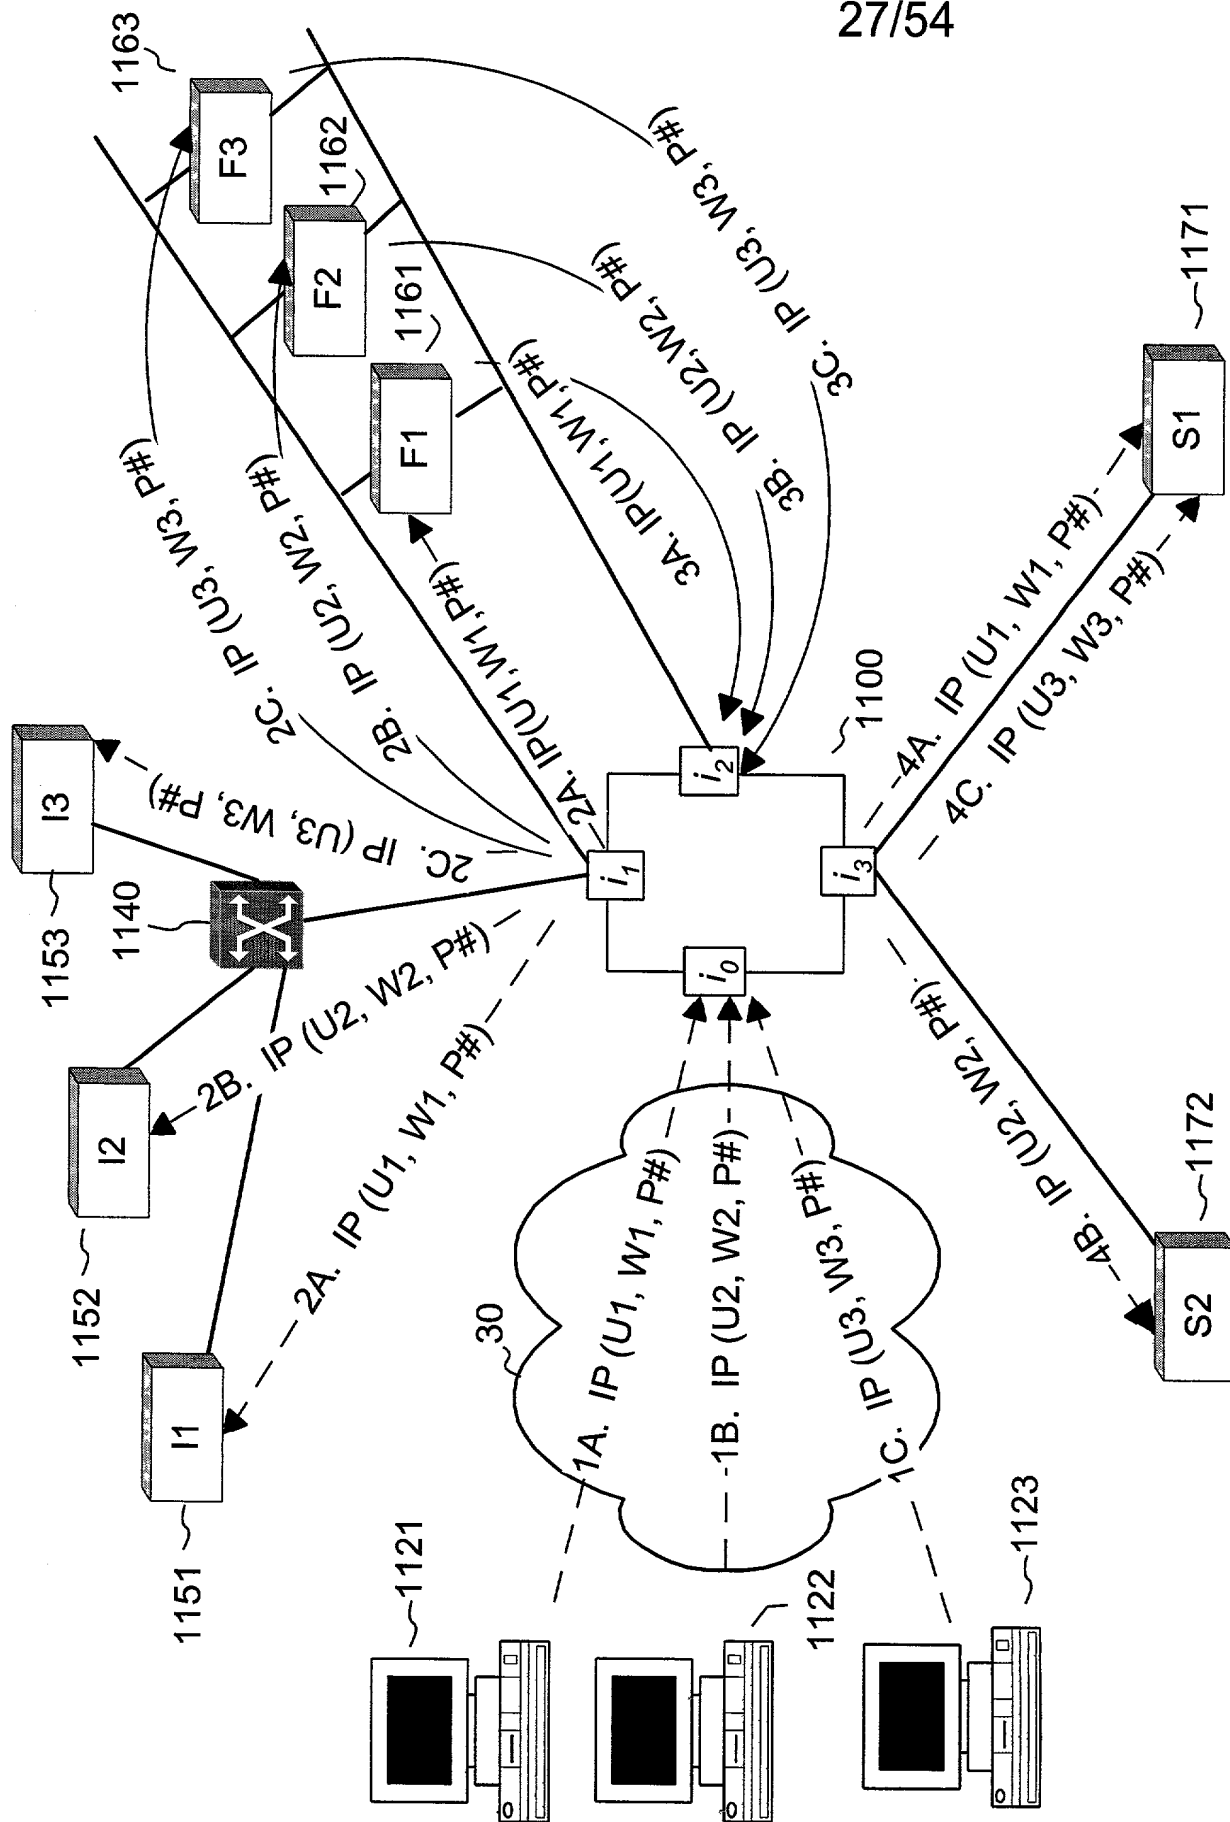 27/54
1163
F3
1162
F2
1161
F1
I3
1153
1140
I2
1152
I1
1151
2C. IP (U3, W3, P#)
2B. IP (U2, W2, P#)
2A. IP(U1,W1,P#)
2C. IP (U3, W3, P#)
2B. IP (U2, W2, P#)
2A. IP (U1, W1, P#)
W1,P#)
3A. IP(U1,W1,P#)
3B. IP (U2,W2, P#)
3C. IP (U3, W3, P#)
i1
i2
i0
i3
1100
30
1A. IP (U1, W1, P#)
1B. IP (U2, W2, P#)
1C. IP (U3, W3, P#)
4A. IP (U1, W1, P#)
4C. IP (U3, W3, P#)
4B. IP (U2, W2, P#)
S1
1171
S2
1172
1121
1122
1123